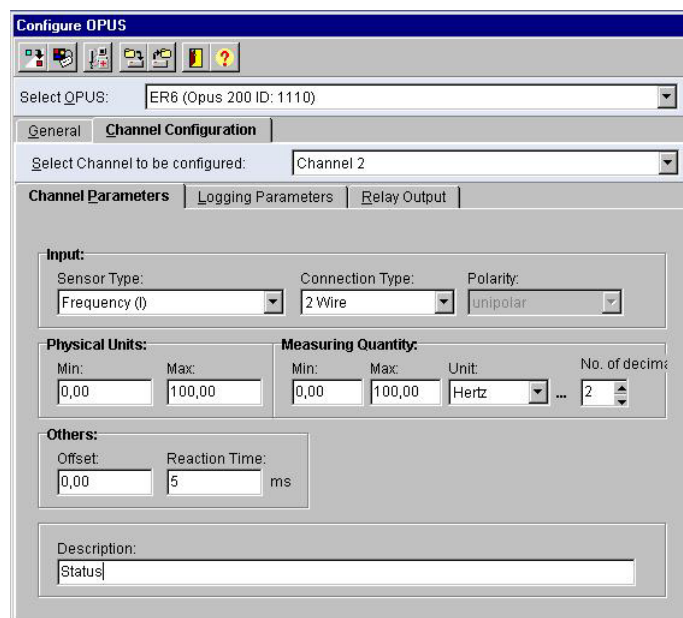 Configure OPUS
Select OPUS: ER6 (Opus 200 ID: 1110)
General Channel Configuration
Select Channel to be configured: Channel 2
Channel Parameters Logging Parameters Relay Output
Input:
Sensor Type: Connection Type: Polarity:
Frequency (I) 2 Wire unipolar
Physical Units: Measuring Quantity:
Min: Max: Min: Max: Unit: No. of decima
0,00 100,00 0,00 100,00 Hertz ... 2
Others:
Offset: Reaction Time:
0,00 5 ms
Description:
Status